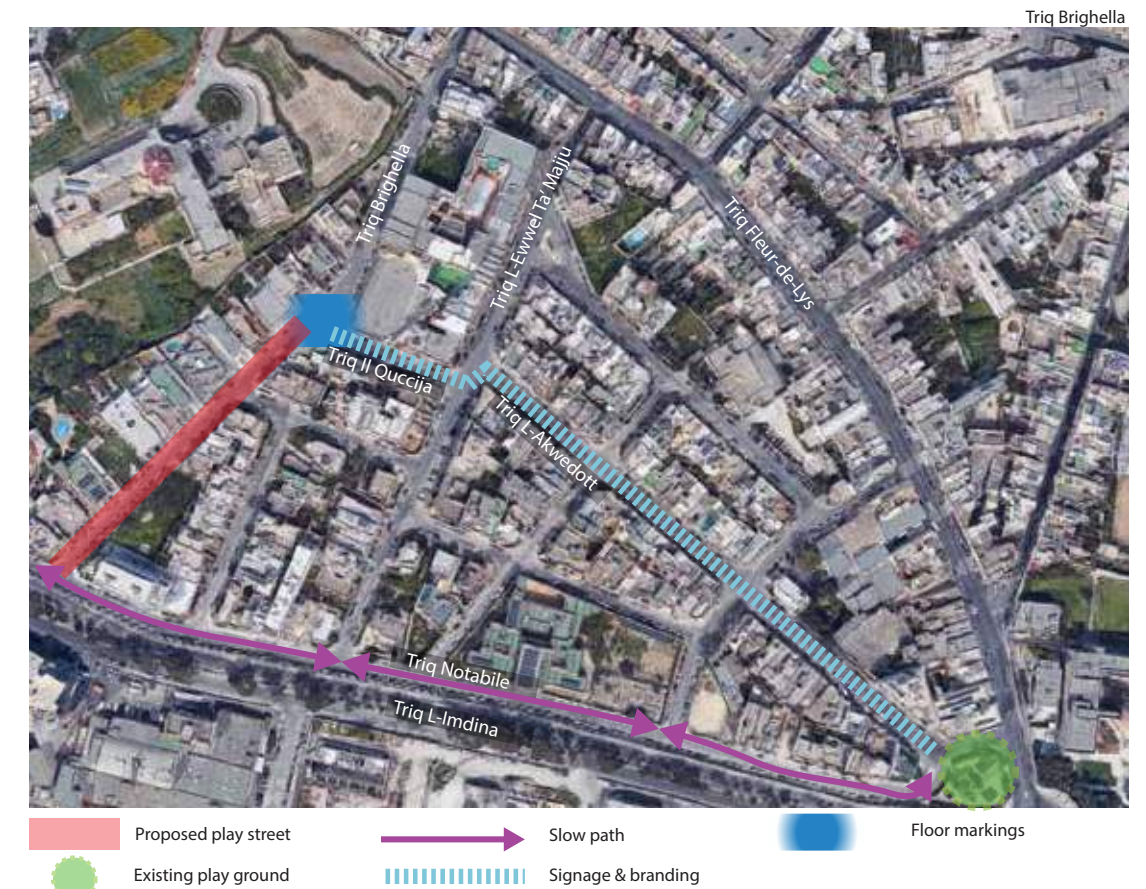 Triq Brighella
Triq Brighella
Triq L-Ewwel Ta' Majju
Triq Fleur-de-Lys
Triq Il Quccija
Triq L-Akwedott
Triq Notabile
Triq L-Imdina
Proposed play street
Slow path
Floor markings
Existing play ground
Signage & branding